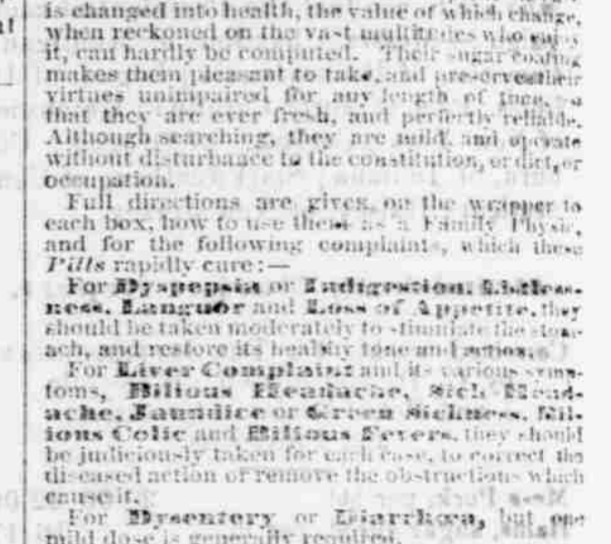 is changed into health, the value of which change,
when reckoned on the vast multitudes who enjoy
it, can hardly be computed. Their sugar coating
makes them pleasant to take, and preserves their
virtues unimpaired for any length of time, so
that they are ever fresh, and perfectly reliable.
Although searching, they are mild, and operate
without disturbance to the constitution, or diet, or
occupation.
Full directions are given on the wrapper to
each box, how to use them as a Family Physic,
and for the following complaints, which these
Pills rapidly cure:—
For Dyspepsia or Indigestion, Listless-
ness, Languor and Loss of Appetite, they
should be taken moderately to stimulate the stom-
ach, and restore its healthy tone and action.
For Liver Complaint and its various symp-
toms, Bilious Headache, Sick Head-
ache, Jaundice or Green Sickness, Bil-
ious Colic and Bilious Fevers, they should
be judiciously taken for each case, to correct the
diseased action or remove the obstructions which
cause it.
For Dysentery or Diarrhœa, but one
mild dose is generally required.